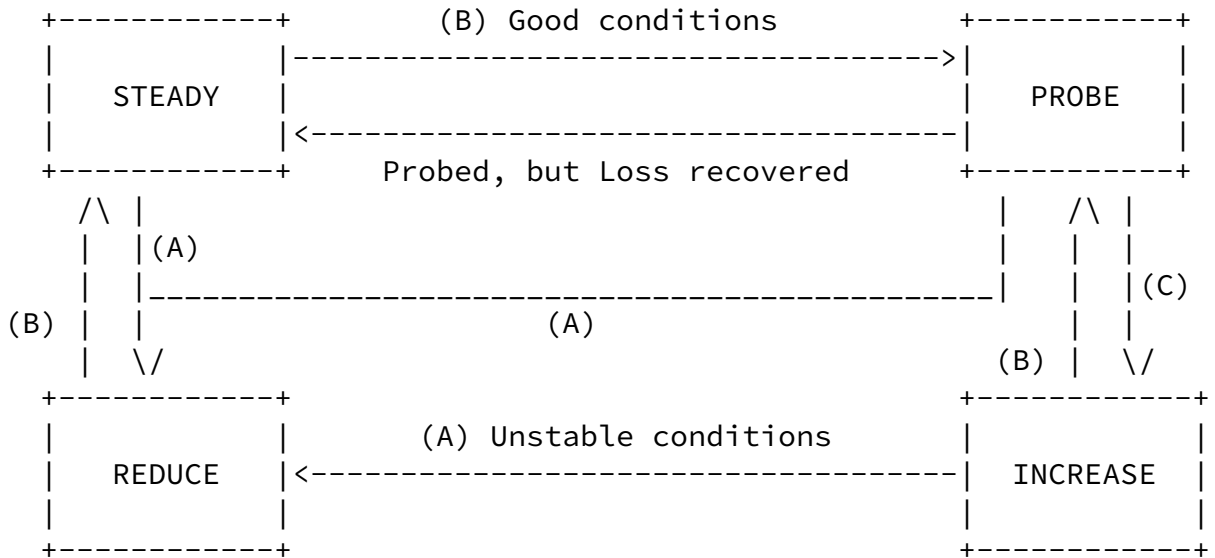 (B) Good conditions
STEADY
PROBE
Probed, but Loss recovered
(A)
(C)
(B)
(A)
(B)
(A) Unstable conditions
REDUCE
INCREASE